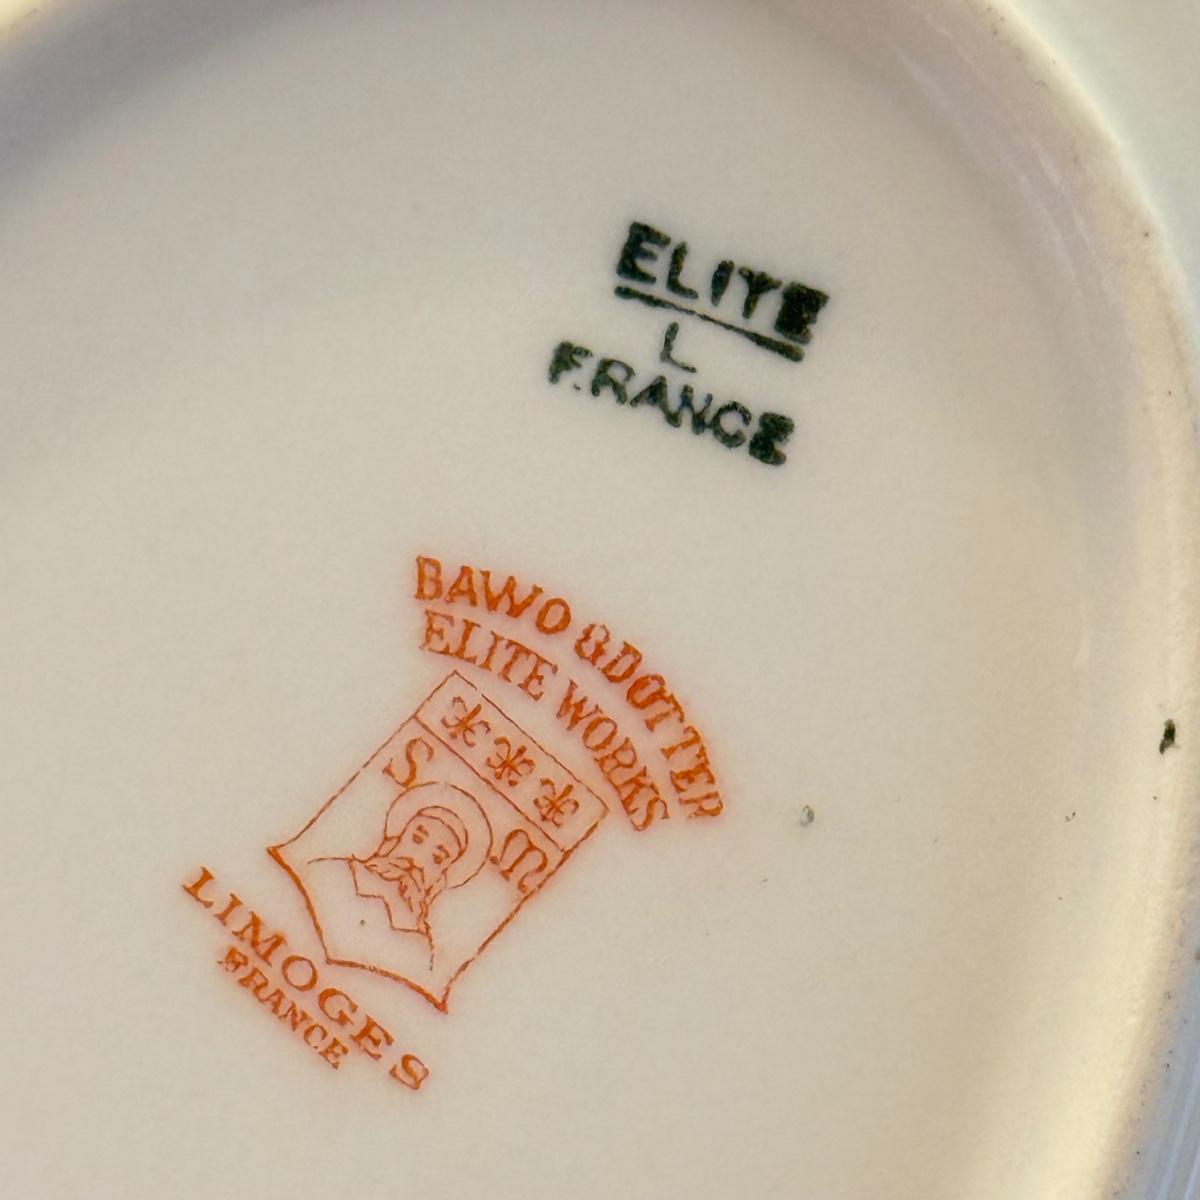 ELITE
L
FRANCE
BAWO & DOTTER
ELITE WORKS
S M
LIMOGES
FRANCE